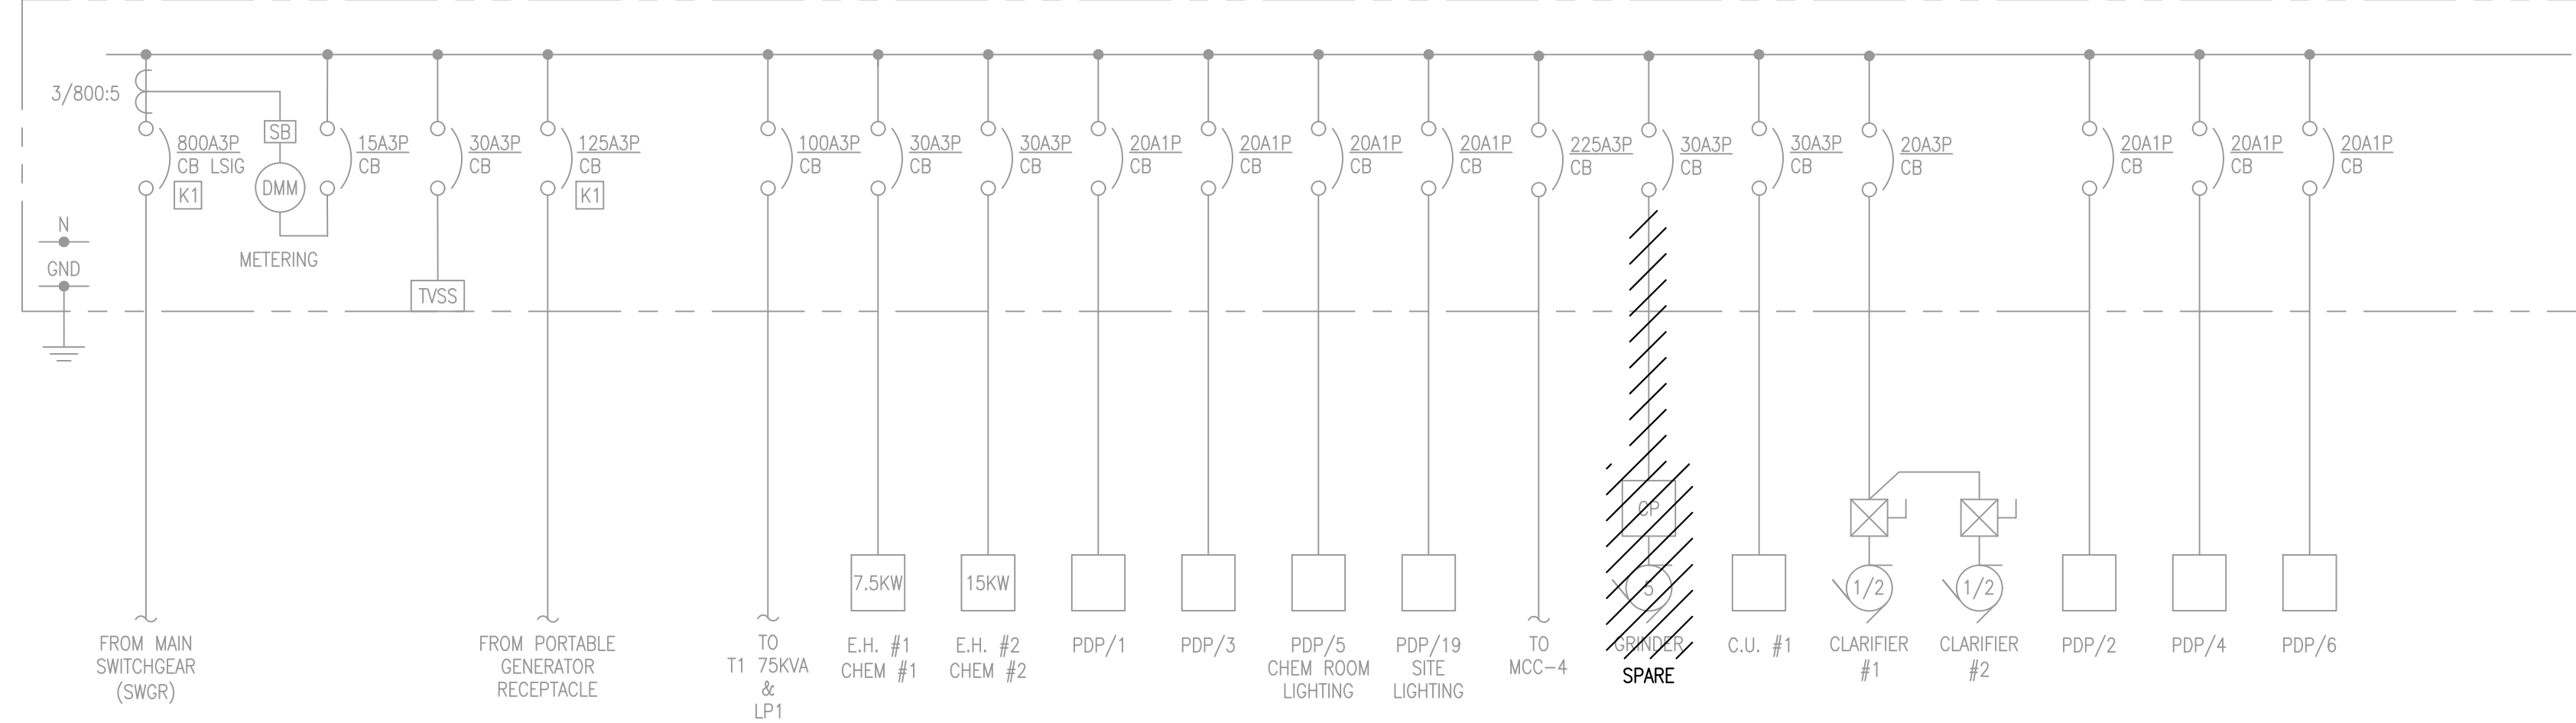 3/800:5
800A3P
CB LSIG
K1
SB
DMM
METERING
15A3P
CB
30A3P
CB
TVSS
125A3P
CB
K1
100A3P
CB
30A3P
CB
30A3P
CB
20A1P
CB
20A1P
CB
20A1P
CB
20A1P
CB
225A3P
CB
30A3P
CB
30A3P
CB
20A3P
CB
20A1P
CB
20A1P
CB
20A1P
CB
N
GND
7.5KW
15KW
CP
5
1/2
1/2
FROM MAIN
SWITCHGEAR
(SWGR)
FROM PORTABLE
GENERATOR
RECEPTACLE
TO
T1 75KVA
&
LP1
E.H. #1
CHEM #1
E.H. #2
CHEM #2
PDP/1
PDP/3
PDP/5
CHEM ROOM
LIGHTING
PDP/19
SITE
LIGHTING
TO
MCC-4
GRINDER
SPARE
C.U. #1
CLARIFIER
#1
CLARIFIER
#2
PDP/2
PDP/4
PDP/6